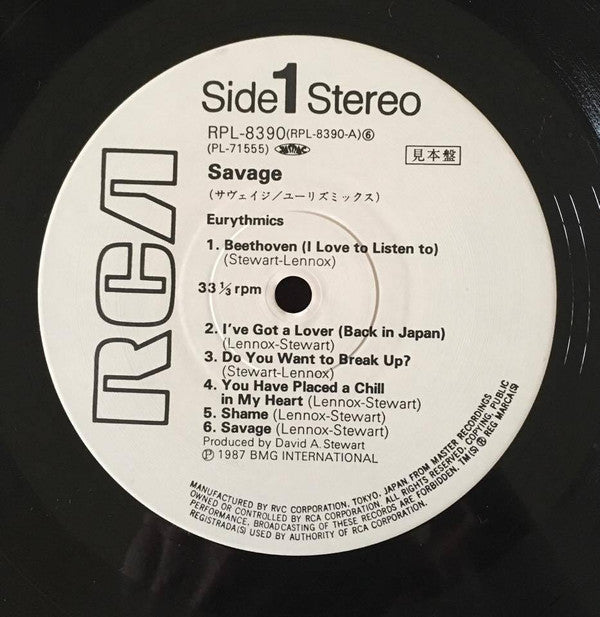 Side 1 Stereo
RPL-8390(RPL-8390-A)⑥
(PL-71555)
見本盤
Savage
(サヴェイジ/ユーリズミックス)
Eurythmics
RCA
1. Beethoven (I Love to Listen to)
(Stewart-Lennox)
33 ⅓ rpm
2. I've Got a Lover (Back in Japan)
(Lennox-Stewart)
3. Do You Want to Break Up?
(Stewart-Lennox)
4. You Have Placed a Chill
in My Heart (Lennox-Stewart)
5. Shame (Lennox-Stewart)
6. Savage (Lennox-Stewart)
Produced by David A. Stewart
Ⓟ 1987 BMG INTERNATIONAL
MANUFACTURED BY RVC CORPORATION, TOKYO, JAPAN FROM MASTER RECORDINGS
OWNED OR CONTROLLED BY RCA CORPORATION. ALL RIGHTS RESERVED, COPYING, PUBLIC
PERFORMANCE, BROADCASTING OF THESE RECORDS ARE FORBIDDEN. TM(S) ® REG MARCA(S)
REGISTRADA(S) USED BY AUTHORITY OF RCA CORPORATION.